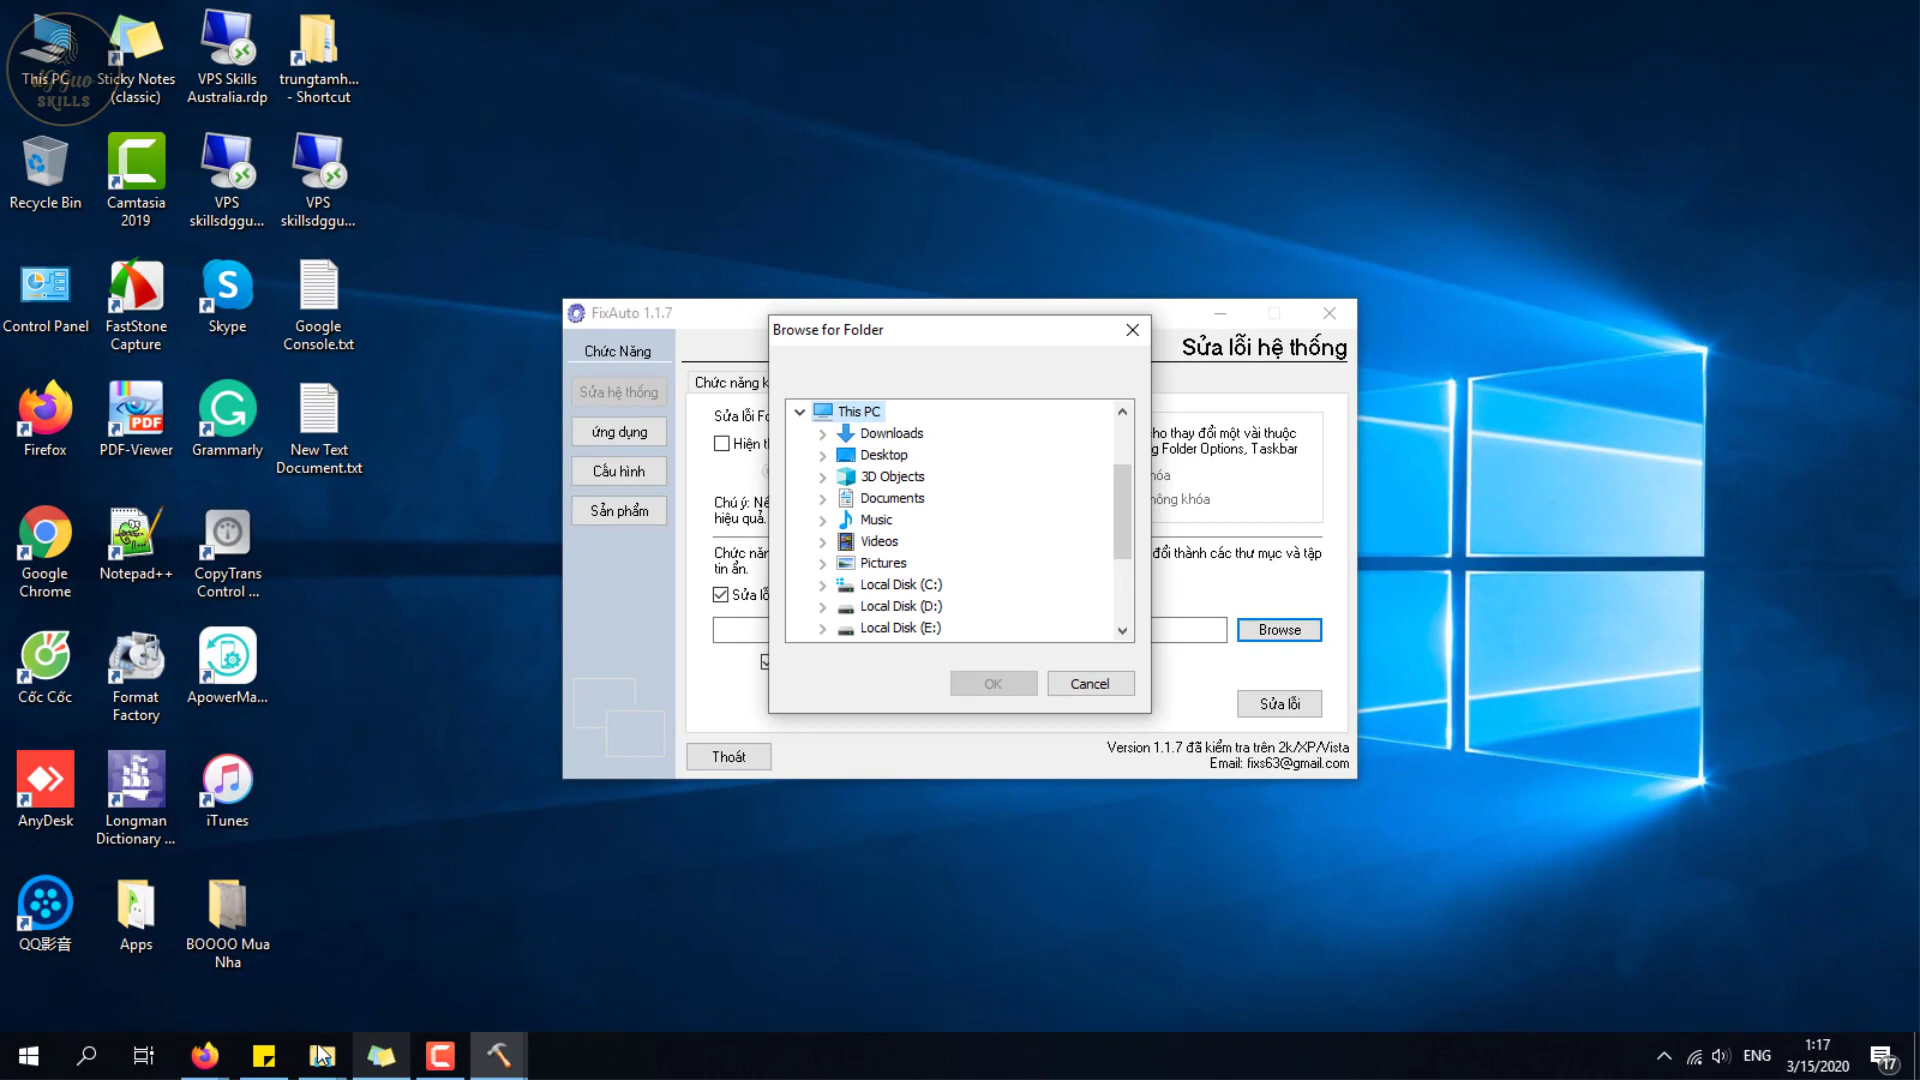 This PC
SKILLS
Sticky Notes
(classic)
VPS Skills
Australia.rdp
trungtamh...
- Shortcut
Recycle Bin
Camtasia
2019
VPS
skillsdggu...
VPS
skillsdggu...
Control Panel
FastStone
Capture
Skype
Google
Console.txt
Firefox
PDF
PDF-Viewer
Grammarly
New Text
Document.txt
Google
Chrome
Notepad++
CopyTrans
Control ...
Cốc Cốc
Format
Factory
ApowerMa...
AnyDesk
Longman
Dictionary ...
iTunes
QQ影音
Apps
BOOOO Mua
Nha
FixAuto 1.1.7
Chức Năng
Sửa hệ thống
ứng dụng
Cấu hình
Sản phẩm
Sửa lỗi hệ thống
Chức năng k
Sửa lỗi Fo
Hiện t
ho thay đổi một vài thuộc
g Folder Options, Taskbar
hóa
hông khóa
Chú ý: Nế
hiệu quả.
Chức năn
đổi thành các thư mục và tập
tin ẩn.
Sửa lỗ
Browse
Sửa lỗi
Thoát
Version 1.1.7 đã kiểm tra trên 2k/XP/Vista
Email: fixs63@gmail.com
Browse for Folder
This PC
Downloads
Desktop
3D Objects
Documents
Music
Videos
Pictures
Local Disk (C:)
Local Disk (D:)
Local Disk (E:)
OK
Cancel
ENG
1:17
3/15/2020
17